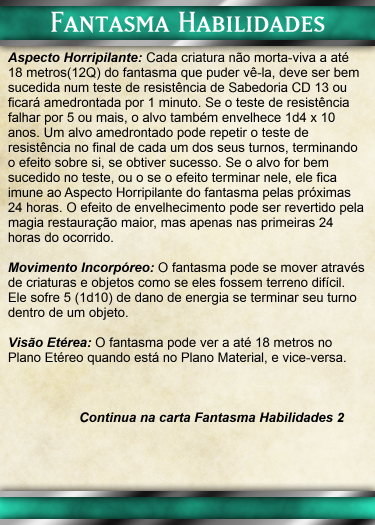 Fantasma Habilidades
Aspecto Horripilante: Cada criatura não morta-viva a até
18 metros(12Q) do fantasma que puder vê-la, deve ser bem
sucedida num teste de resistência de Sabedoria CD 13 ou
ficará amedrontada por 1 minuto. Se o teste de resistência
falhar por 5 ou mais, o alvo também envelhece 1d4 x 10
anos. Um alvo amedrontado pode repetir o teste de
resistência no final de cada um dos seus turnos, terminando
o efeito sobre si, se obtiver sucesso. Se o alvo for bem
sucedido no teste, ou o se o efeito terminar nele, ele fica
imune ao Aspecto Horripilante do fantasma pelas próximas
24 horas. O efeito de envelhecimento pode ser revertido pela
magia restauração maior, mas apenas nas primeiras 24
horas do ocorrido.
Movimento Incorpóreo: O fantasma pode se mover através
de criaturas e objetos como se eles fossem terreno difícil.
Ele sofre 5 (1d10) de dano de energia se terminar seu turno
dentro de um objeto.
Visão Etérea: O fantasma pode ver a até 18 metros no
Plano Etéreo quando está no Plano Material, e vice-versa.
Continua na carta Fantasma Habilidades 2